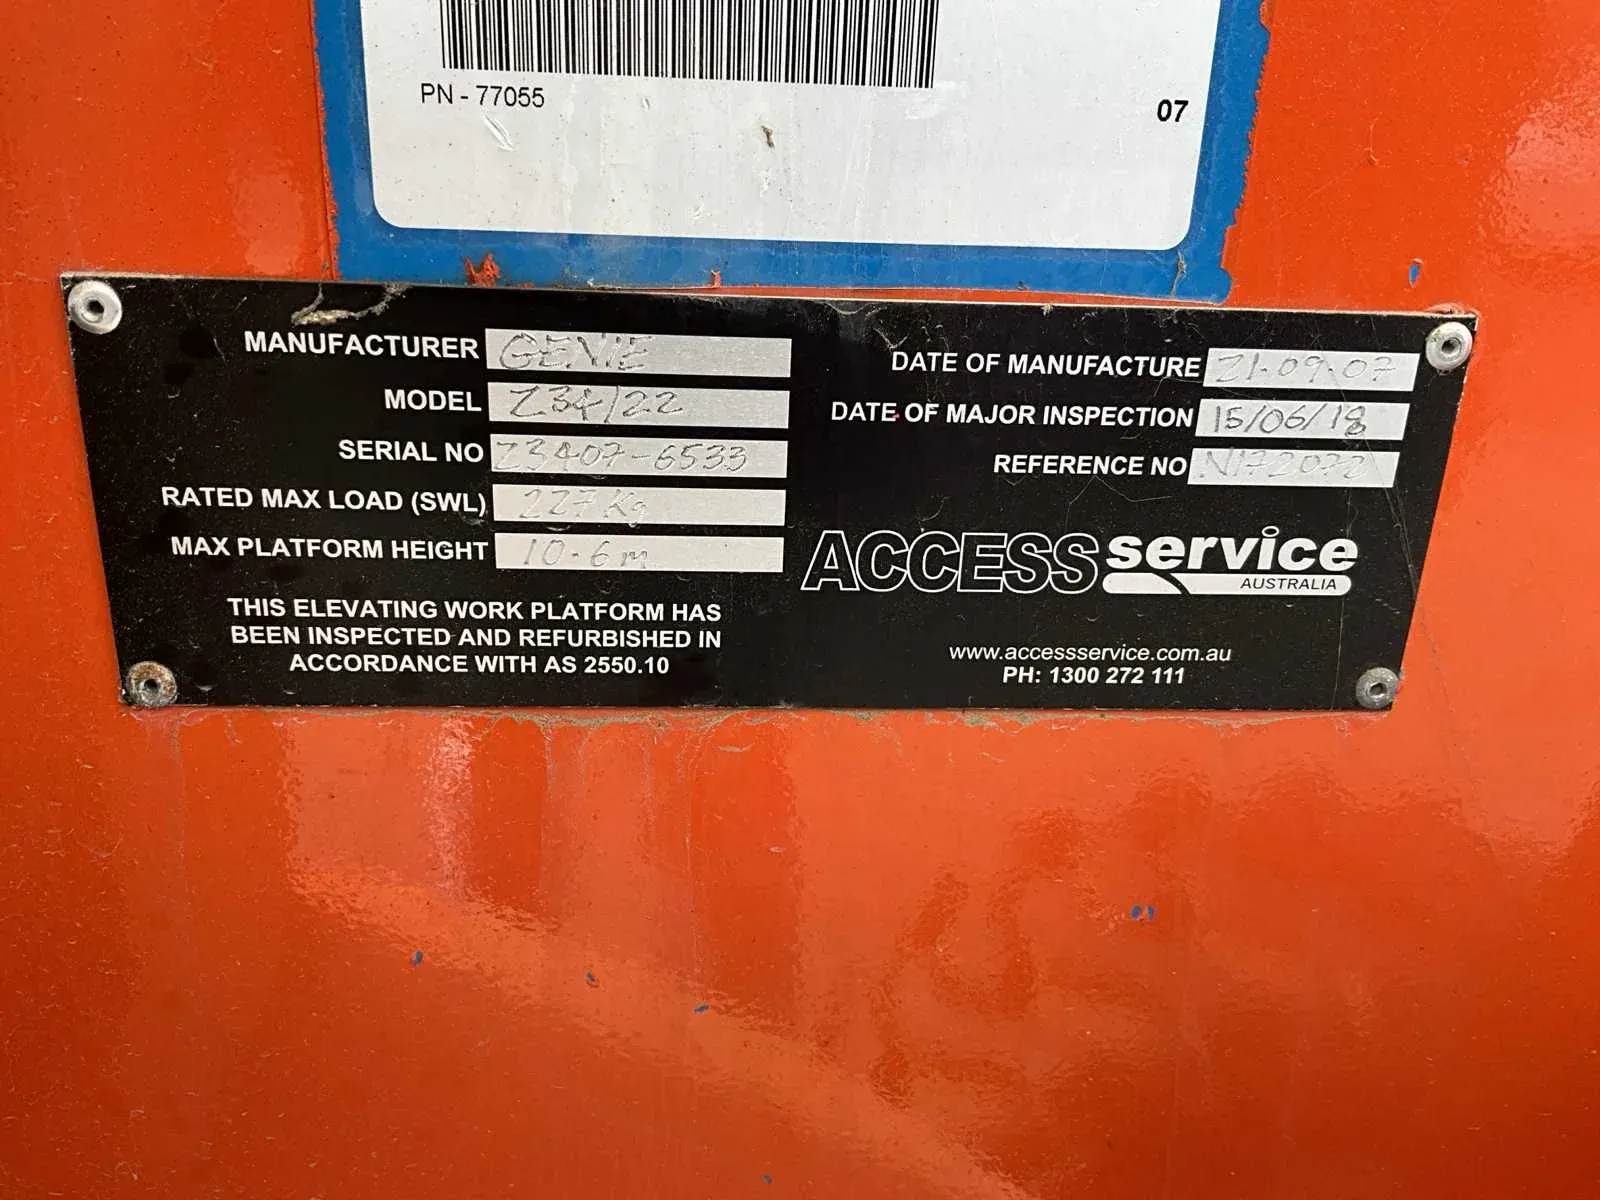 PN - 77055
07
MANUFACTURER GENIE
MODEL Z34/22
SERIAL NO Z3407-6533
RATED MAX LOAD (SWL) 227 Kg
MAX PLATFORM HEIGHT 10.6 m
THIS ELEVATING WORK PLATFORM HAS
BEEN INSPECTED AND REFURBISHED IN
ACCORDANCE WITH AS 2550.10
DATE OF MANUFACTURE 21.09.07
DATE OF MAJOR INSPECTION 15/06/18
REFERENCE NO N172072
ACCESS service
AUSTRALIA
www.accessservice.com.au
PH: 1300 272 111